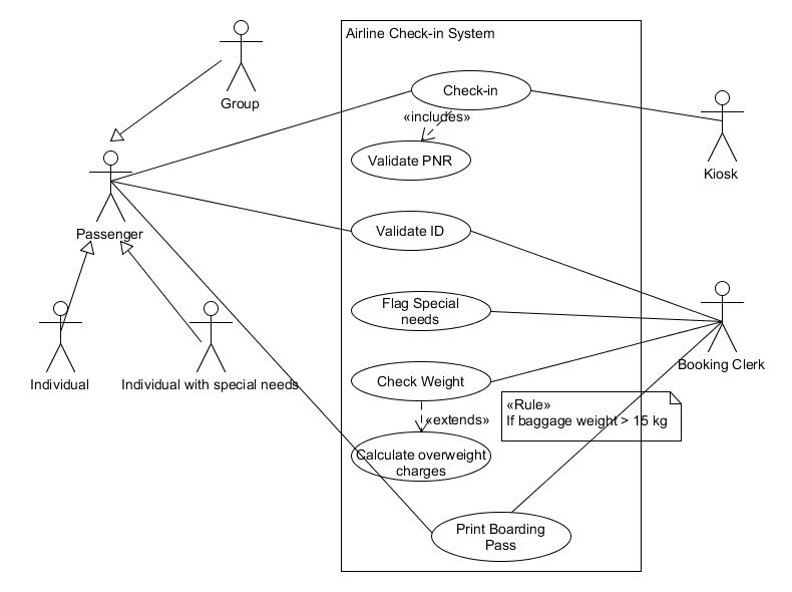 Airline Check-in System
Group
Check-in
«includes»
Validate PNR
Kiosk
Passenger
Validate ID
Flag Special
needs
Booking Clerk
Individual
Individual with special needs
Check Weight
«extends»
«Rule»
If baggage weight > 15 kg
Calculate overweight
charges
Print Boarding
Pass